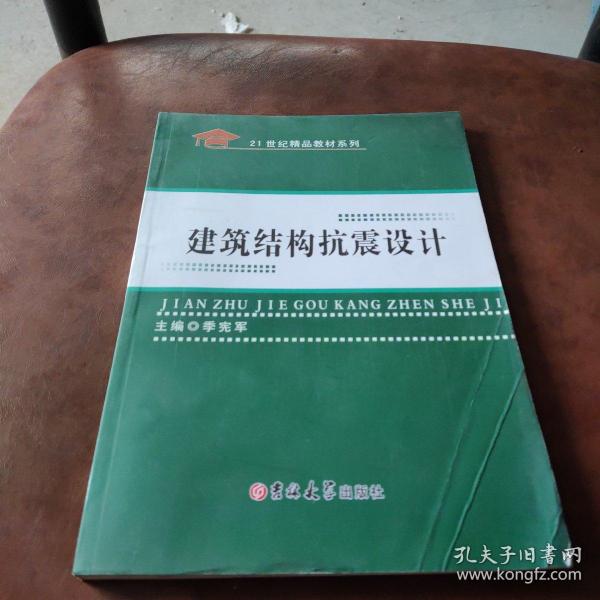 21世纪精品教材系列
建筑结构抗震设计
JIAN ZHU JIE GOU KANG ZHEN SHE JI
主编◎季宪军
吉林大学出版社
孔夫子旧书网
www.kongfz.com